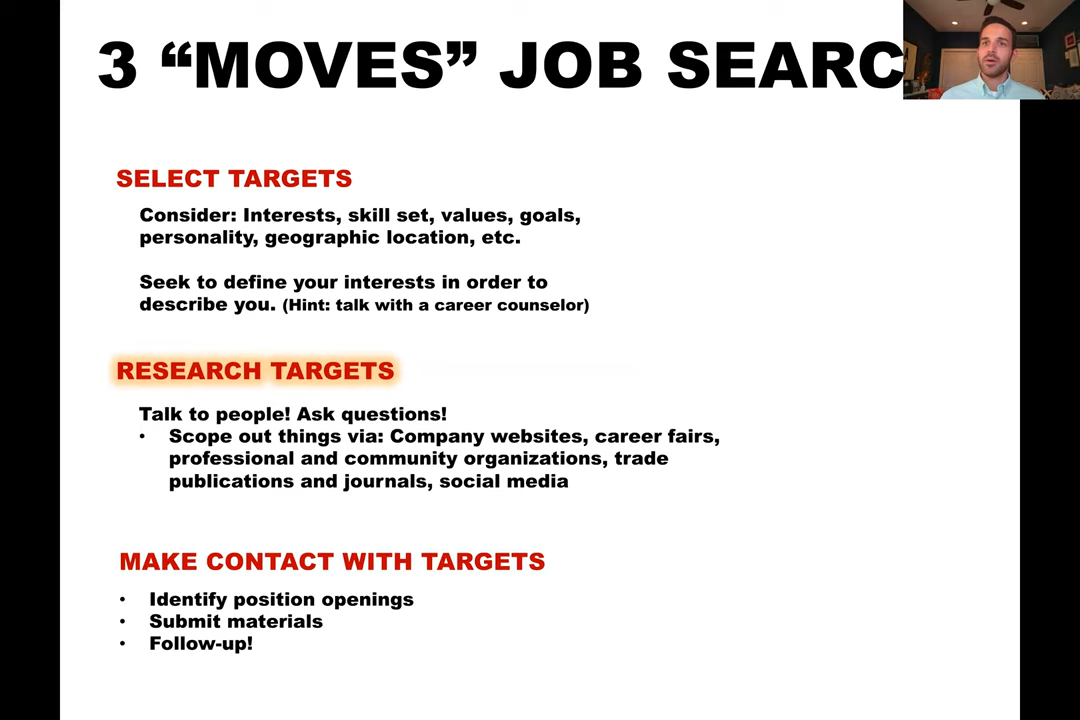 3 “MOVES” JOB SEARC
SELECT TARGETS
Consider: Interests, skill set, values, goals,
personality, geographic location, etc.
Seek to define your interests in order to
describe you. (Hint: talk with a career counselor)
RESEARCH TARGETS
Talk to people! Ask questions!
• Scope out things via: Company websites, career fairs,
professional and community organizations, trade
publications and journals, social media
MAKE CONTACT WITH TARGETS
• Identify position openings
• Submit materials
• Follow-up!